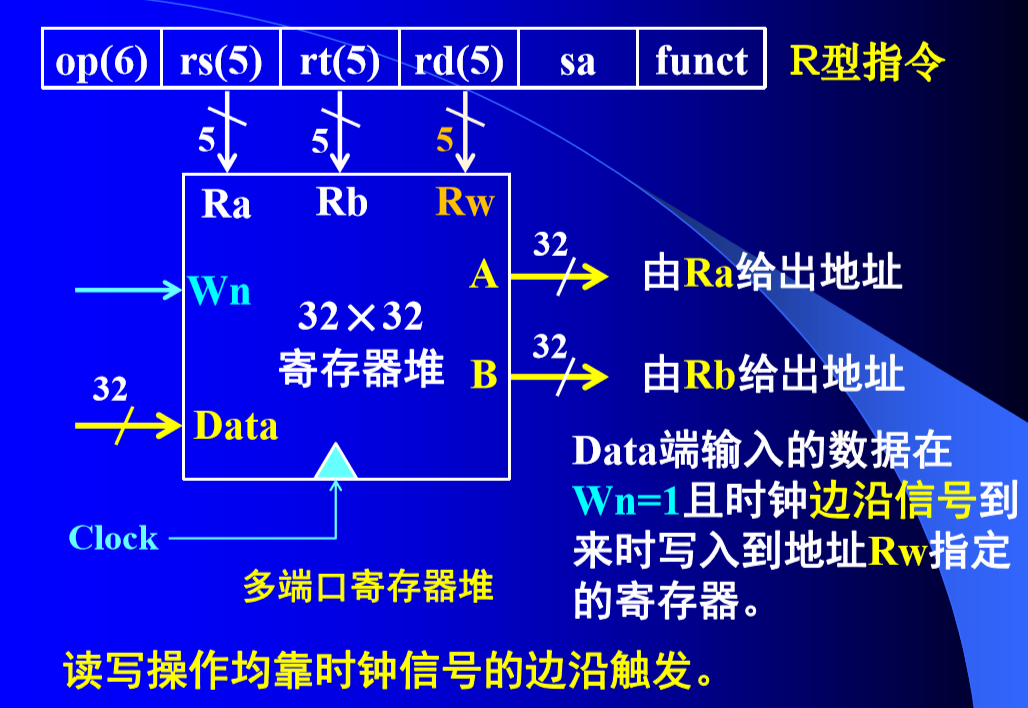 op(6) rs(5) rt(5) rd(5) sa funct R型指令
5 5 5
Ra Rb Rw
32
A 由Ra给出地址
Wn
32×32
32
寄存器堆 B 由Rb给出地址
32
Data
Data端输入的数据在
Wn=1且时钟边沿信号到
来时写入到地址Rw指定
的寄存器。
Clock
多端口寄存器堆
读写操作均靠时钟信号的边沿触发。